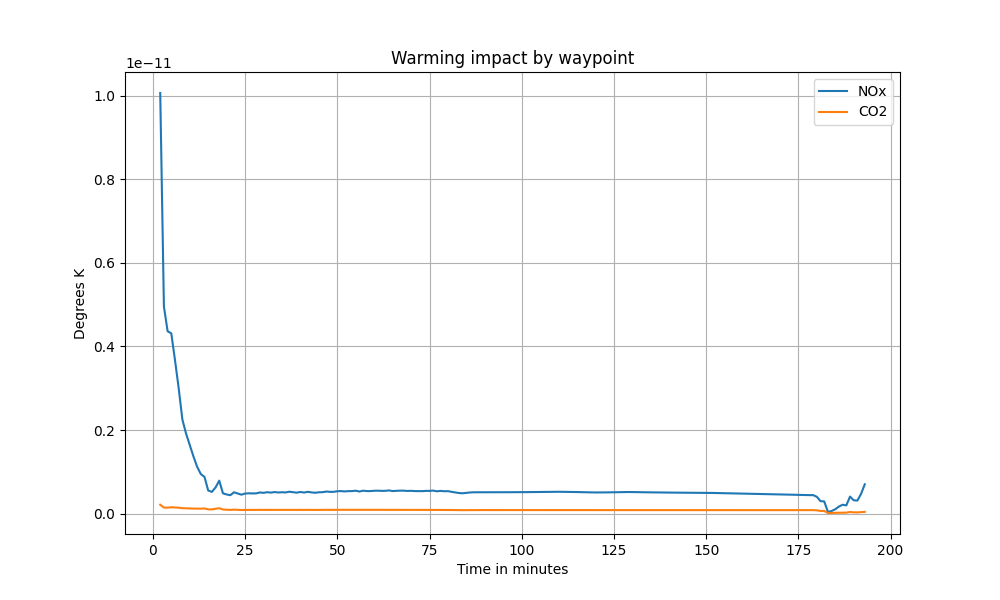 Warming impact by waypoint
1e−11
NOx
CO2
1.0
0.8
0.6
0.4
0.2
0.0
Degrees K
0 25 50 75 100 125 150 175 200
Time in minutes